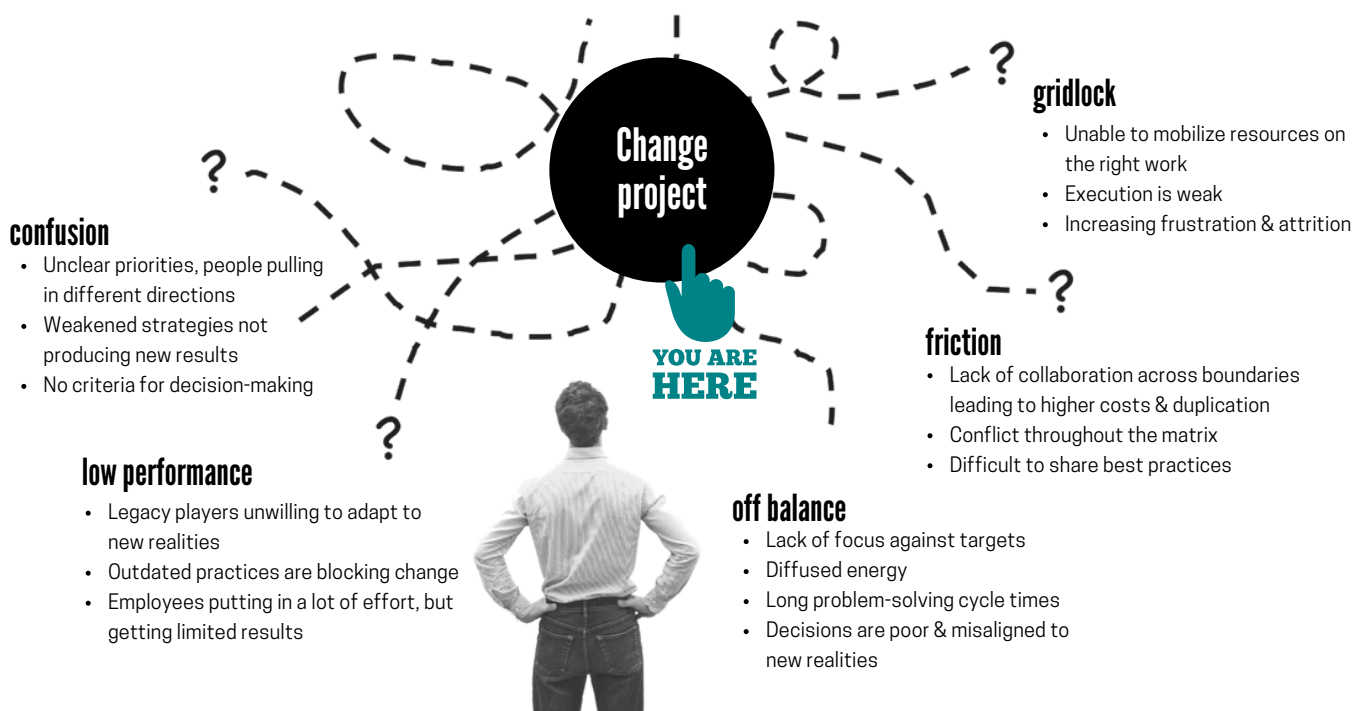 Change
project
YOU ARE
HERE
?
?
?
?
confusion
• Unclear priorities, people pulling
in different directions
• Weakened strategies not
producing new results
• No criteria for decision-making
low performance
• Legacy players unwilling to adapt to
new realities
• Outdated practices are blocking change
• Employees putting in a lot of effort, but
getting limited results
gridlock
• Unable to mobilize resources on
the right work
• Execution is weak
• Increasing frustration & attrition
friction
• Lack of collaboration across boundaries
leading to higher costs & duplication
• Conflict throughout the matrix
• Difficult to share best practices
off balance
• Lack of focus against targets
• Diffused energy
• Long problem-solving cycle times
• Decisions are poor & misaligned to
new realities